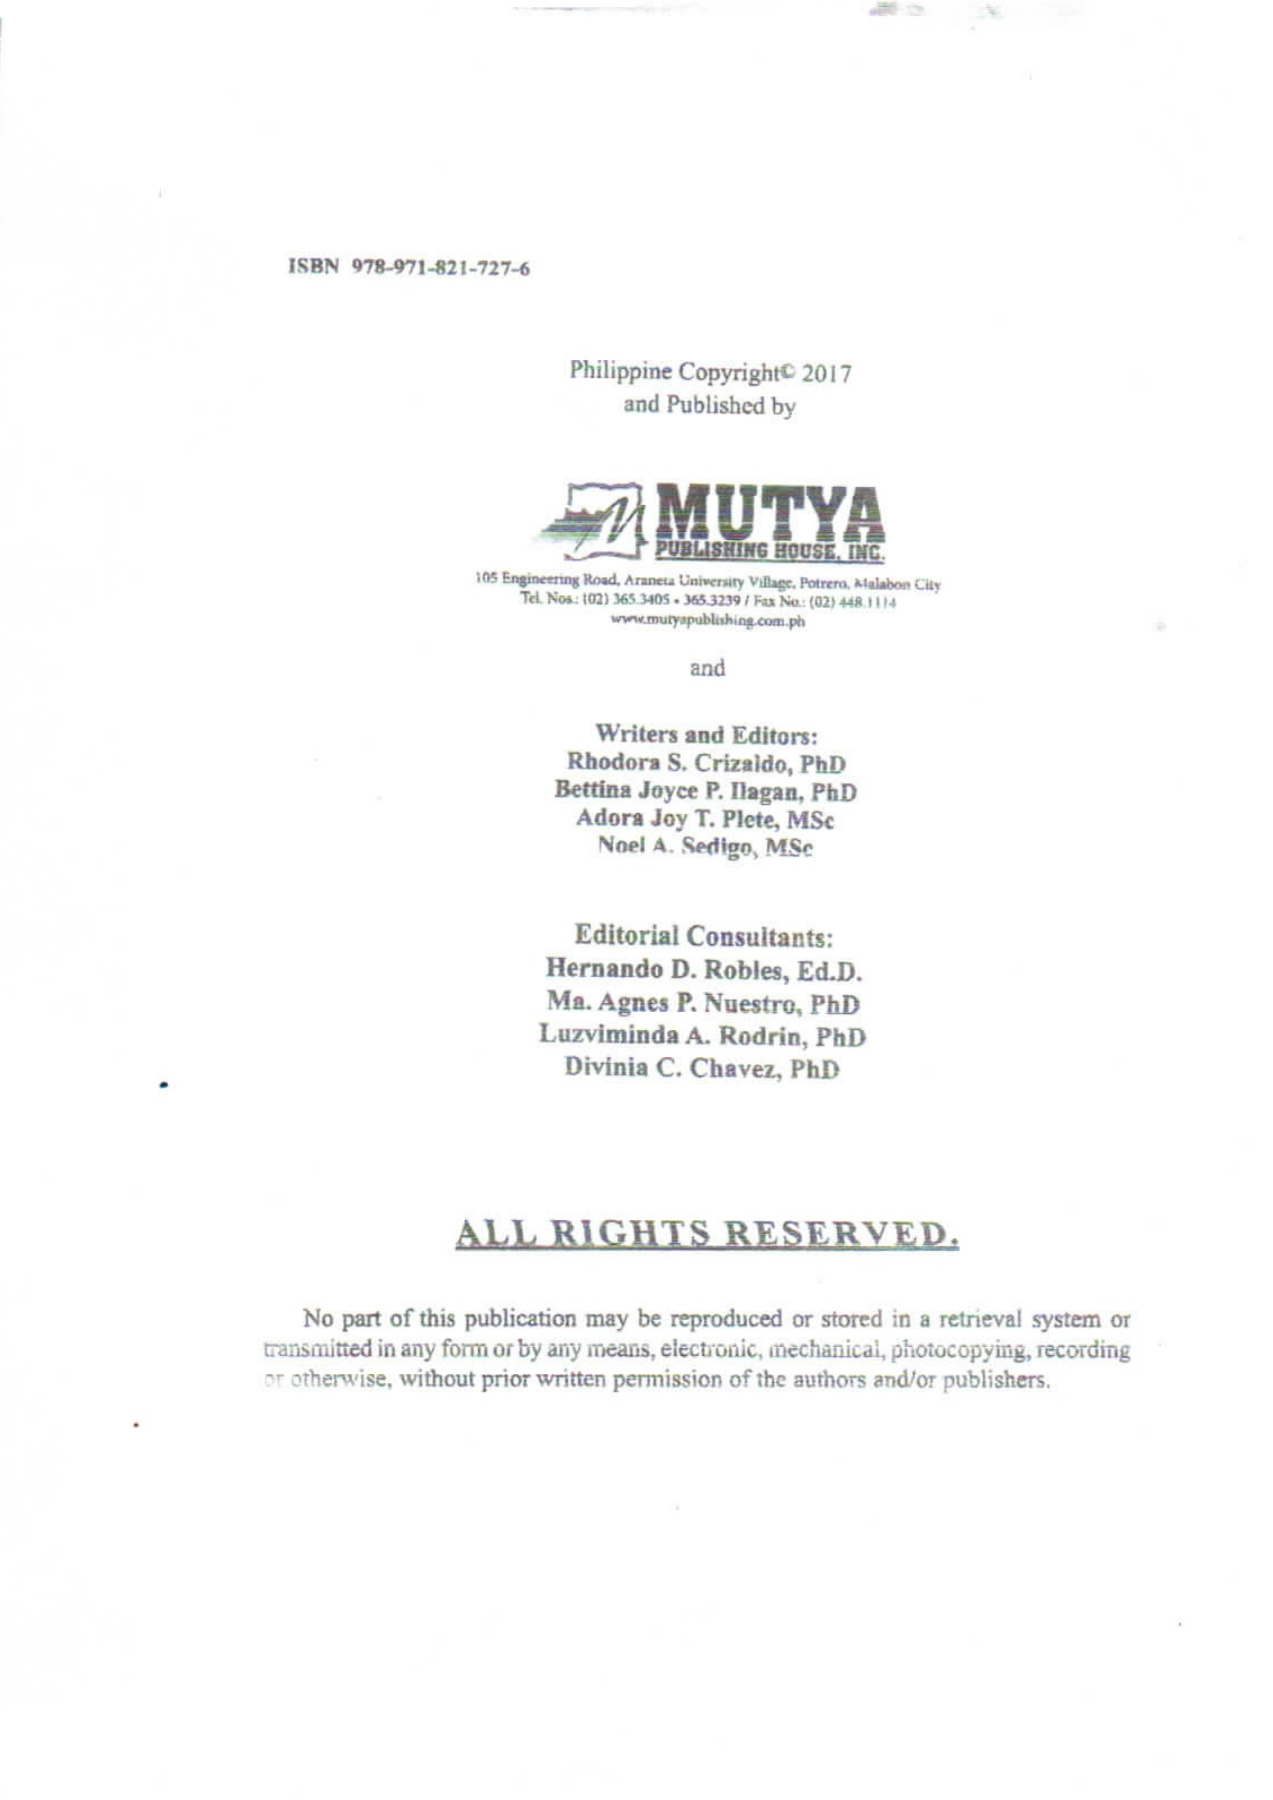 ISBN 978-971-821-727-6
Philippine Copyright© 2017
and Published by
MUTYA
PUBLISHING HOUSE, INC.
105 Engineering Road, Araneta University Village, Potrero, Malabon City
Tel. Nos.: (02) 365.3405 • 365.3239 / Fax No.: (02) 448.1114
www.mutyapublishing.com.ph
and
Writers and Editors:
Rhodora S. Crizaldo, PhD
Bettina Joyce P. Ilagan, PhD
Adora Joy T. Plete, MSc
Noel A. Sedigo, MSc
Editorial Consultants:
Hernando D. Robles, Ed.D.
Ma. Agnes P. Nuestro, PhD
Luzviminda A. Rodrin, PhD
Divinia C. Chavez, PhD
ALL RIGHTS RESERVED.
No part of this publication may be reproduced or stored in a retrieval system or
transmitted in any form or by any means, electronic, mechanical, photocopying, recording
or otherwise, without prior written permission of the authors and/or publishers.